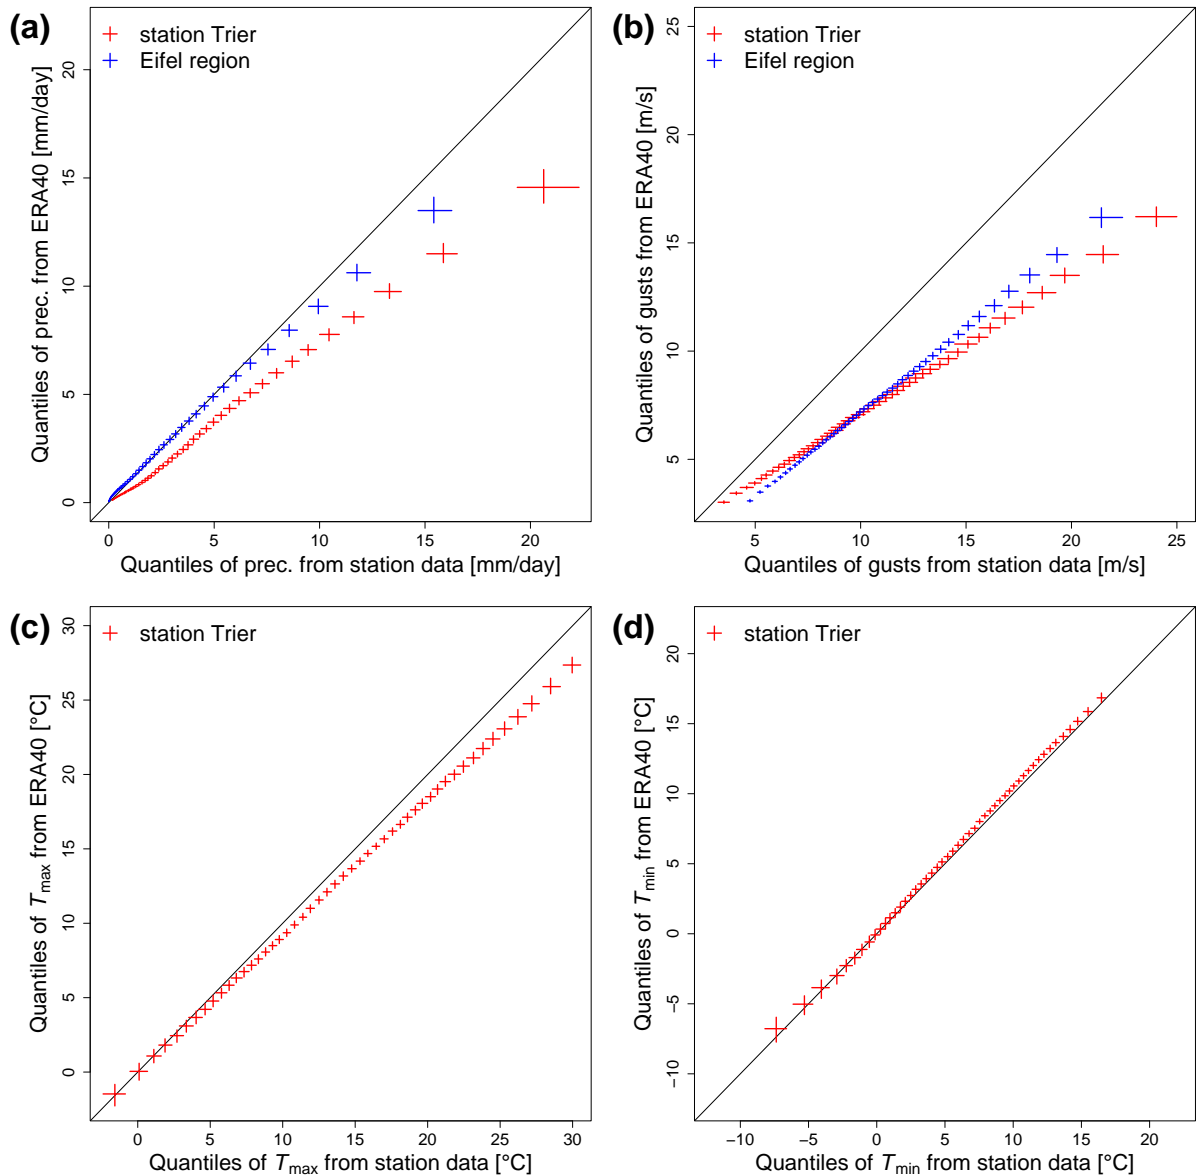 (a)
station Trier
Eifel region
Quantiles of prec. from ERA40 [mm/day]
0 5 10 15 20
0 5 10 15 20
Quantiles of prec. from station data [mm/day]
(b)
station Trier
Eifel region
Quantiles of gusts from ERA40 [m/s]
5 10 15 20 25
5 10 15 20 25
Quantiles of gusts from station data [m/s]
(c)
station Trier
Quantiles of Tmax from ERA40 [°C]
0 5 10 15 20 25 30
0 5 10 15 20 25 30
Quantiles of Tmax from station data [°C]
(d)
station Trier
Quantiles of Tmin from ERA40 [°C]
−10 −5 0 5 10 15 20
−10 −5 0 5 10 15 20
Quantiles of Tmin from station data [°C]